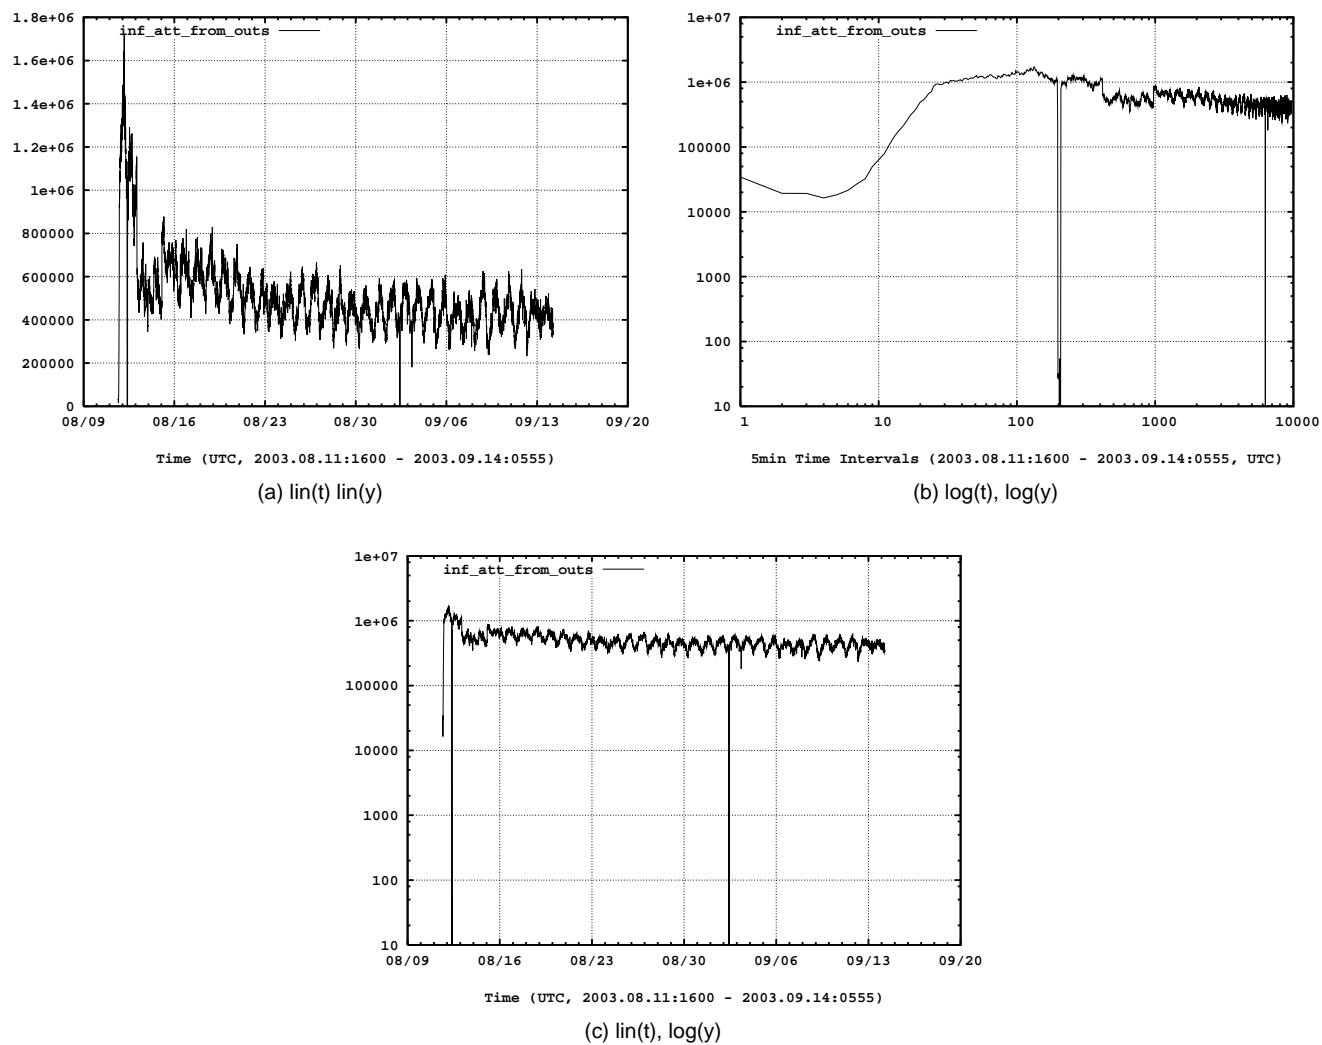 1.8e+06
1.6e+06
1.4e+06
1.2e+06
1e+06
800000
600000
400000
200000
0
inf_att_from_outs
08/09 08/16 08/23 08/30 09/06 09/13 09/20
Time (UTC, 2003.08.11:1600 - 2003.09.14:0555)
(a) lin(t) lin(y)
1e+07
1e+06
100000
10000
1000
100
10
inf_att_from_outs
1 10 100 1000 10000
5min Time Intervals (2003.08.11:1600 - 2003.09.14:0555, UTC)
(b) log(t), log(y)
1e+07
1e+06
100000
10000
1000
100
10
inf_att_from_outs
08/09 08/16 08/23 08/30 09/06 09/13 09/20
Time (UTC, 2003.08.11:1600 - 2003.09.14:0555)
(c) lin(t), log(y)